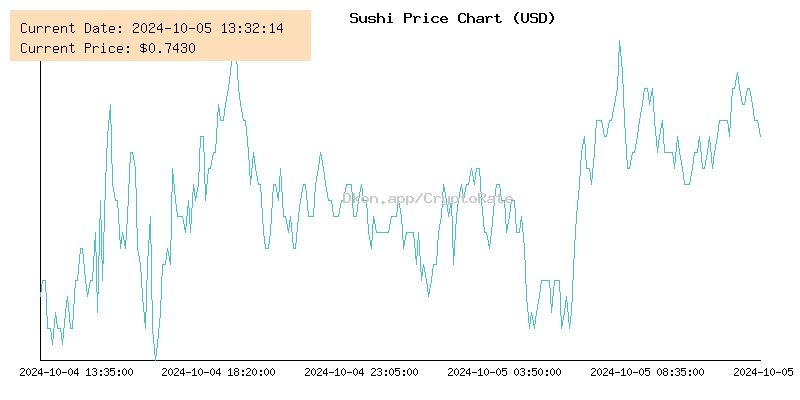 Sushi Price Chart (USD)
Current Date: 2024-10-05 13:32:14
Current Price: $0.7430
Dkon.app/CryptoRate
2024-10-04 13:35:00 2024-10-04 18:20:00 2024-10-04 23:05:00 2024-10-05 03:50:00 2024-10-05 08:35:00 2024-10-05